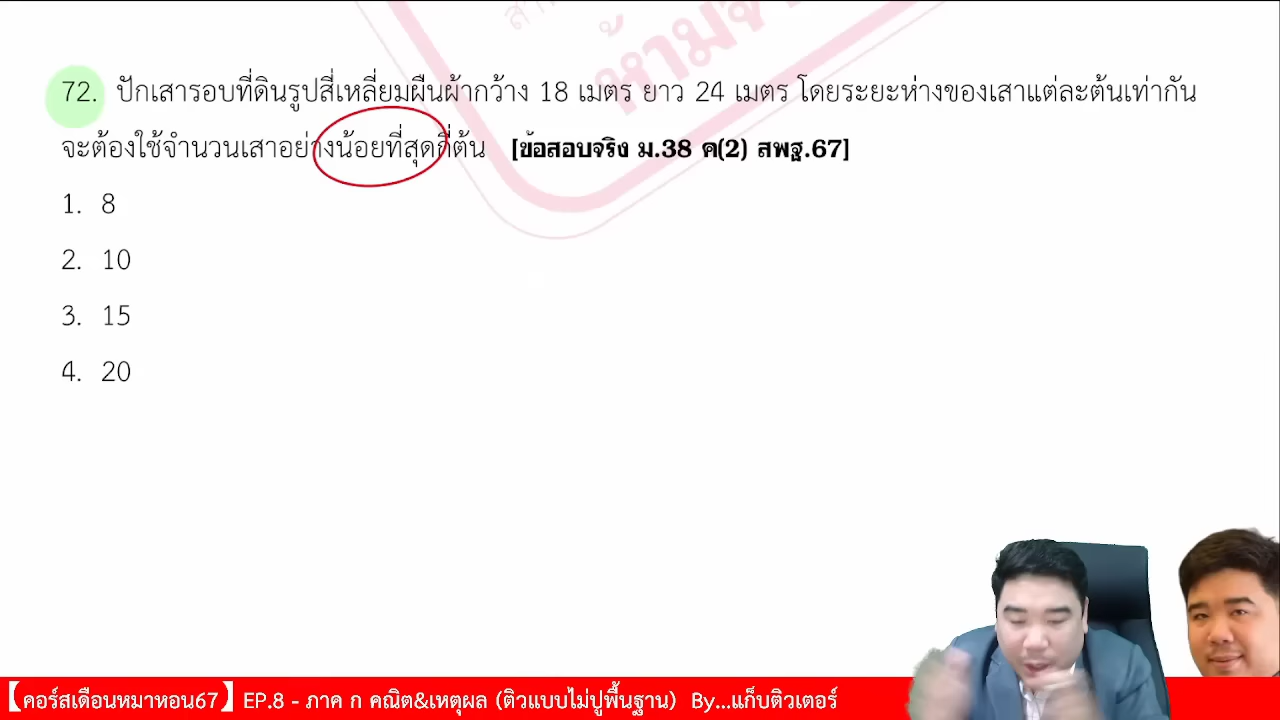 ห้าม
72. ปักเสารอบที่ดินรูปสี่เหลี่ยมผืนผ้ากว้าง 18 เมตร ยาว 24 เมตร โดยระยะห่างของเสาแต่ละต้นเท่ากัน
จะต้องใช้จำนวนเสาอย่างน้อยที่สุดกี่ต้น [ข้อสอบจริง ม.38 ค(2) สพฐ.67]
1. 8
2. 10
3. 15
4. 20
【คอร์สเดือนหมาหอน67】 EP.8 - ภาค ก คณิต&เหตุผล (ติวแบบไม่ปูพื้นฐาน) By...แก็บติวเตอร์